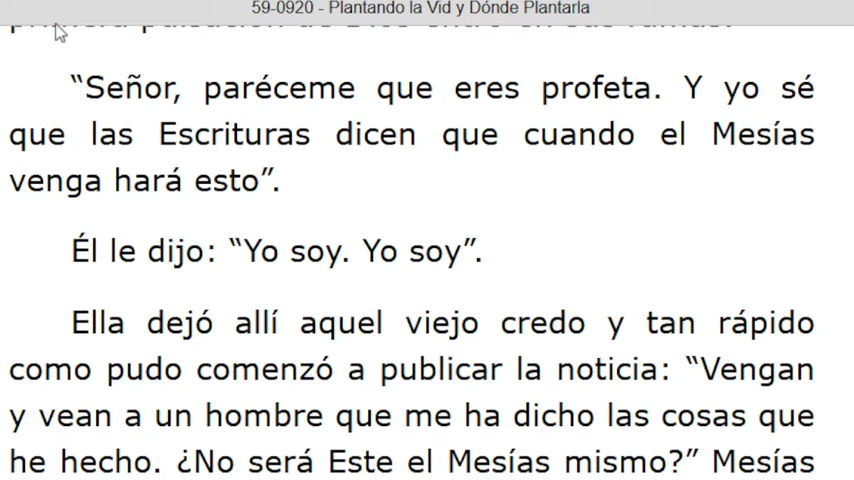 59-0920 - Plantando la Vid y Dónde Plantarla
“Señor, paréceme que eres profeta. Y yo sé
que las Escrituras dicen que cuando el Mesías
venga hará esto”.
Él le dijo: “Yo soy. Yo soy”.
Ella dejó allí aquel viejo credo y tan rápido
como pudo comenzó a publicar la noticia: “Vengan
y vean a un hombre que me ha dicho las cosas que
he hecho. ¿No será Este el Mesías mismo?” Mesías